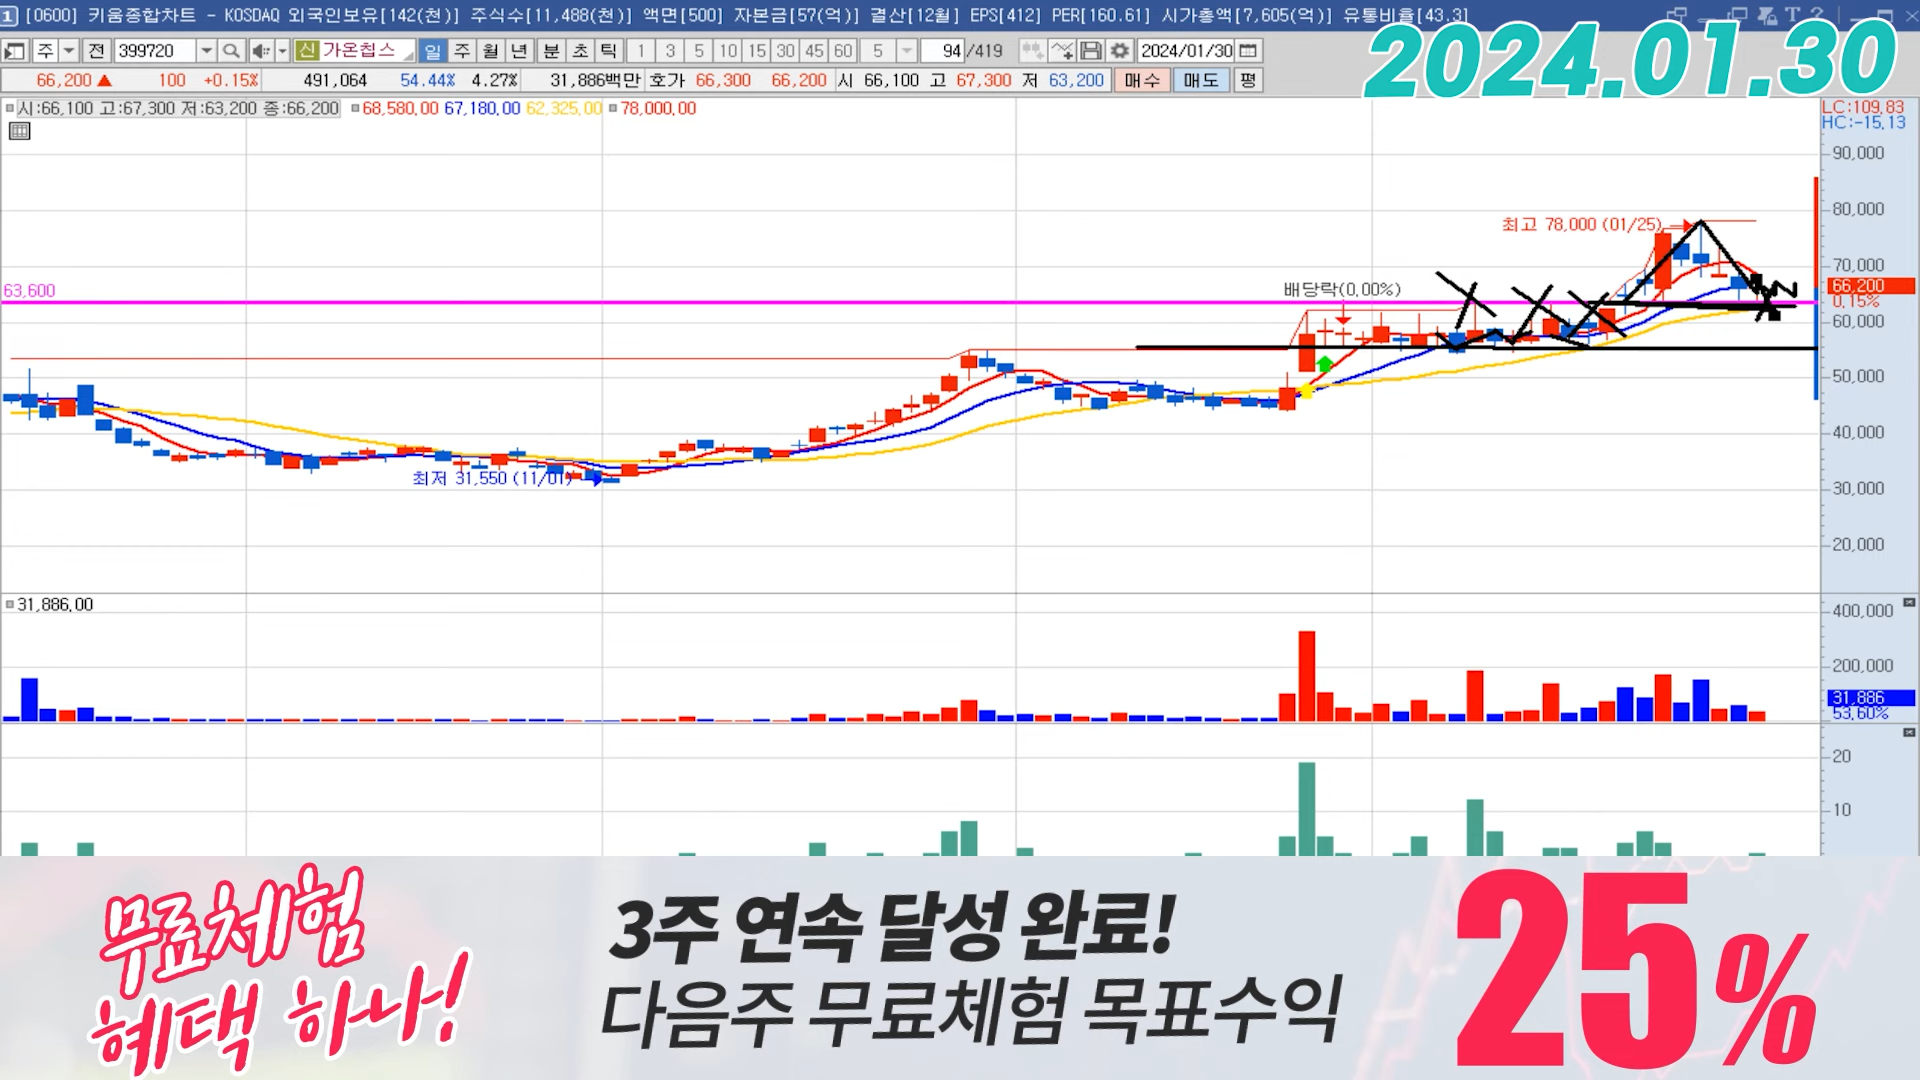 [0600] 키움종합차트 - KOSDAQ 외국인보유[142(천)] 주식수[11,488(천)] 액면[500] 자본금[57(억)] 결산[12월] EPS[412] PER[160.61] 시가총액[7,605(억)] 유통비율[43.3]
2024.01.30
주 전 399720 신 가온칩스 일 주 월 년 분 초 틱 1 3 5 10 15 30 45 60 5 94 /419 2024/01/30
66,200 ▲ 100 +0.15% 491,064 54.44% 4.27% 31,886백만 호가 66,300 66,200 시 66,100 고 67,300 저 63,200 매수 매도 평
시:66,100 고:67,300 저:63,200 종:66,200 68,580.00 67,180.00 62,325.00 78,000.00
LC:109.83
HC:-15.13
90,000
80,000
최고 78,000 (01/25)
70,000
66,200
0.15%
63,600
배당락(0.00%)
60,000
50,000
40,000
최저 31,550 (11/01)
30,000
20,000
31,886.00
400,000
200,000
31,886
53.60%
20
10
무료체험
혜택 하나!
3주 연속 달성 완료!
다음주 무료체험 목표수익
25%